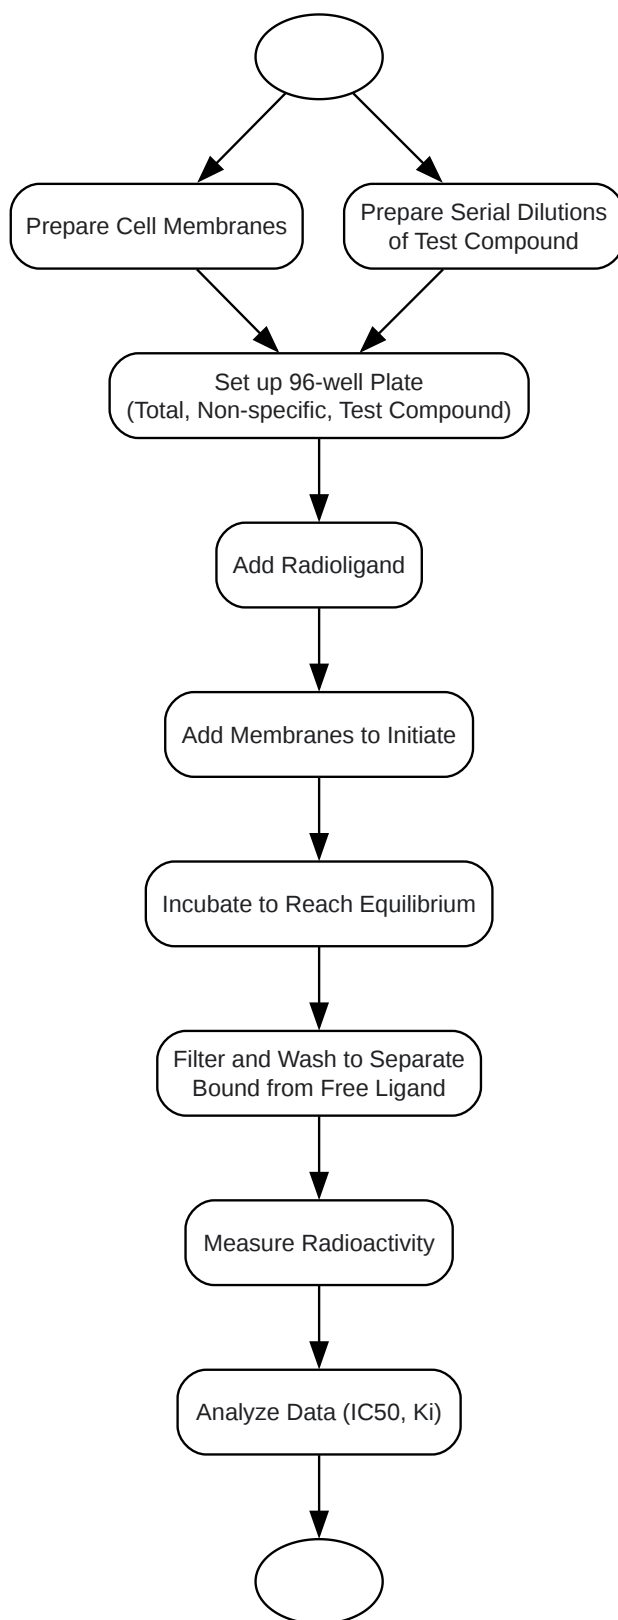 Prepare Cell Membranes
Prepare Serial Dilutions
of Test Compound
Set up 96-well Plate
(Total, Non-specific, Test Compound)
Add Radioligand
Add Membranes to Initiate
Incubate to Reach Equilibrium
Filter and Wash to Separate
Bound from Free Ligand
Measure Radioactivity
Analyze Data (IC50, Ki)